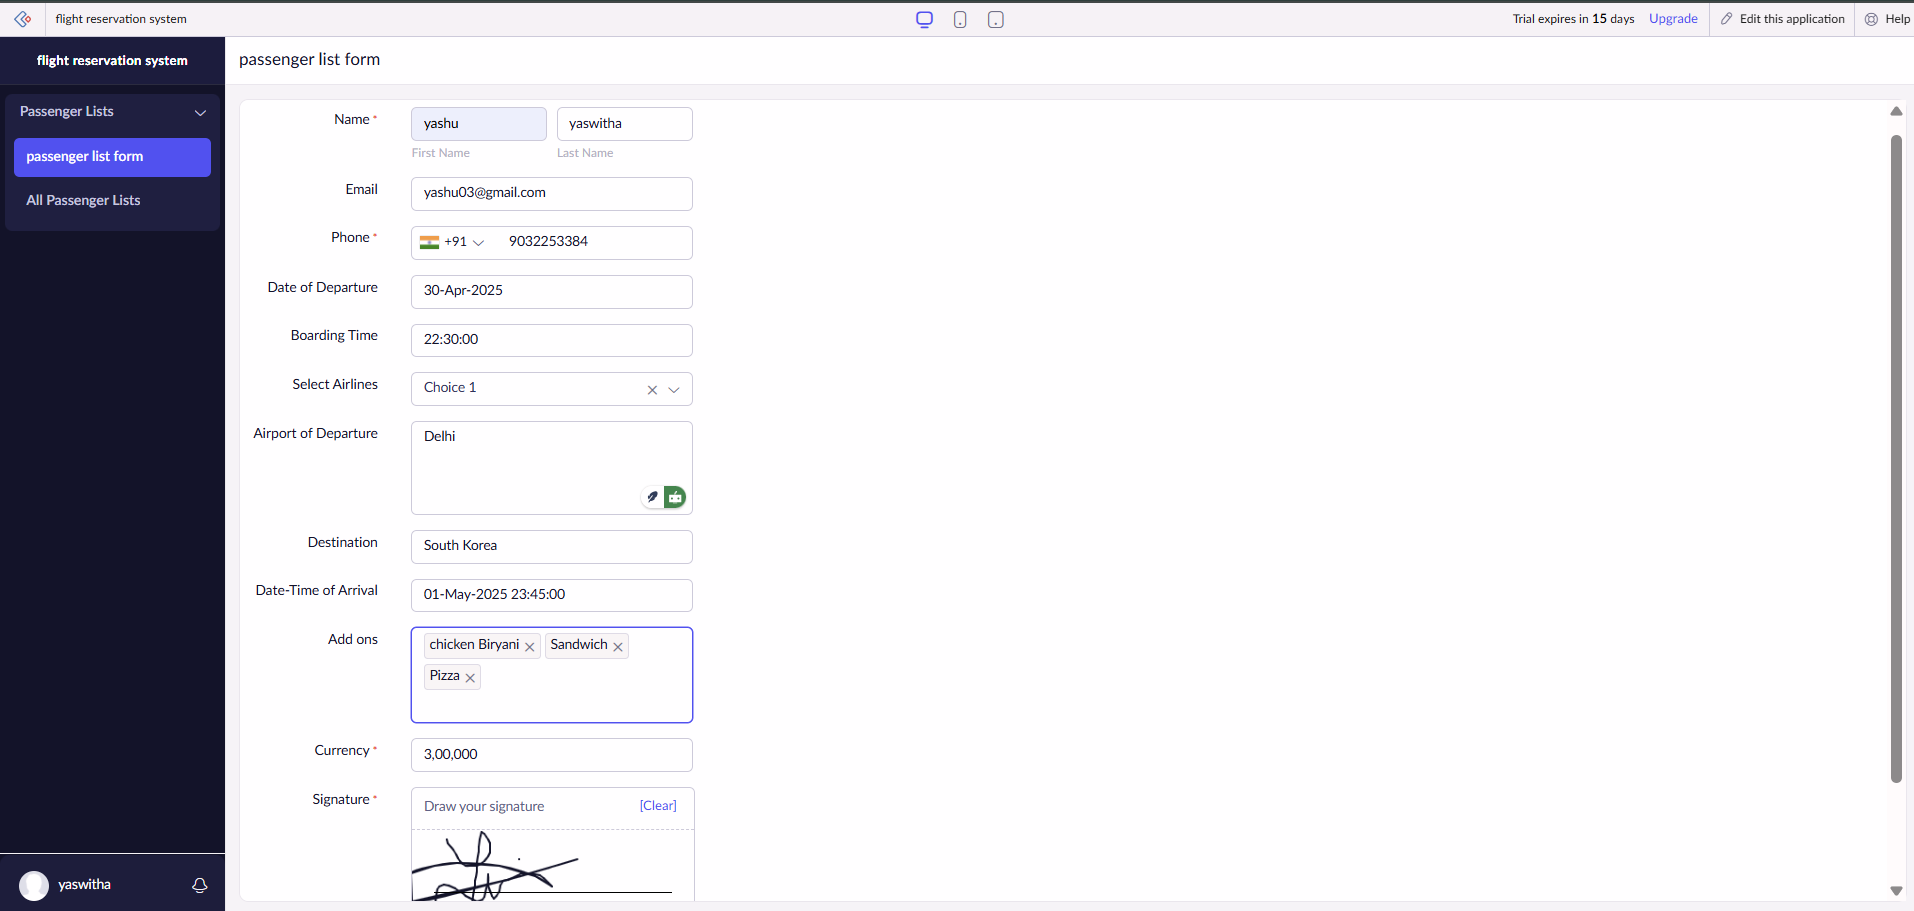 flight reservation system
Trial expires in 15 days Upgrade Edit this application Help
flight reservation system
passenger list form
Passenger Lists
passenger list form
All Passenger Lists
Name *
yashu yaswitha
First Name Last Name
Email yashu03@gmail.com
Phone * +91 9032253384
Date of Departure 30-Apr-2025
Boarding Time 22:30:00
Select Airlines Choice 1
Airport of Departure Delhi
Destination South Korea
Date-Time of Arrival 01-May-2025 23:45:00
Add ons chicken Biryani Sandwich
Pizza
Currency * 3,00,000
Signature * Draw your signature [Clear]
yaswitha